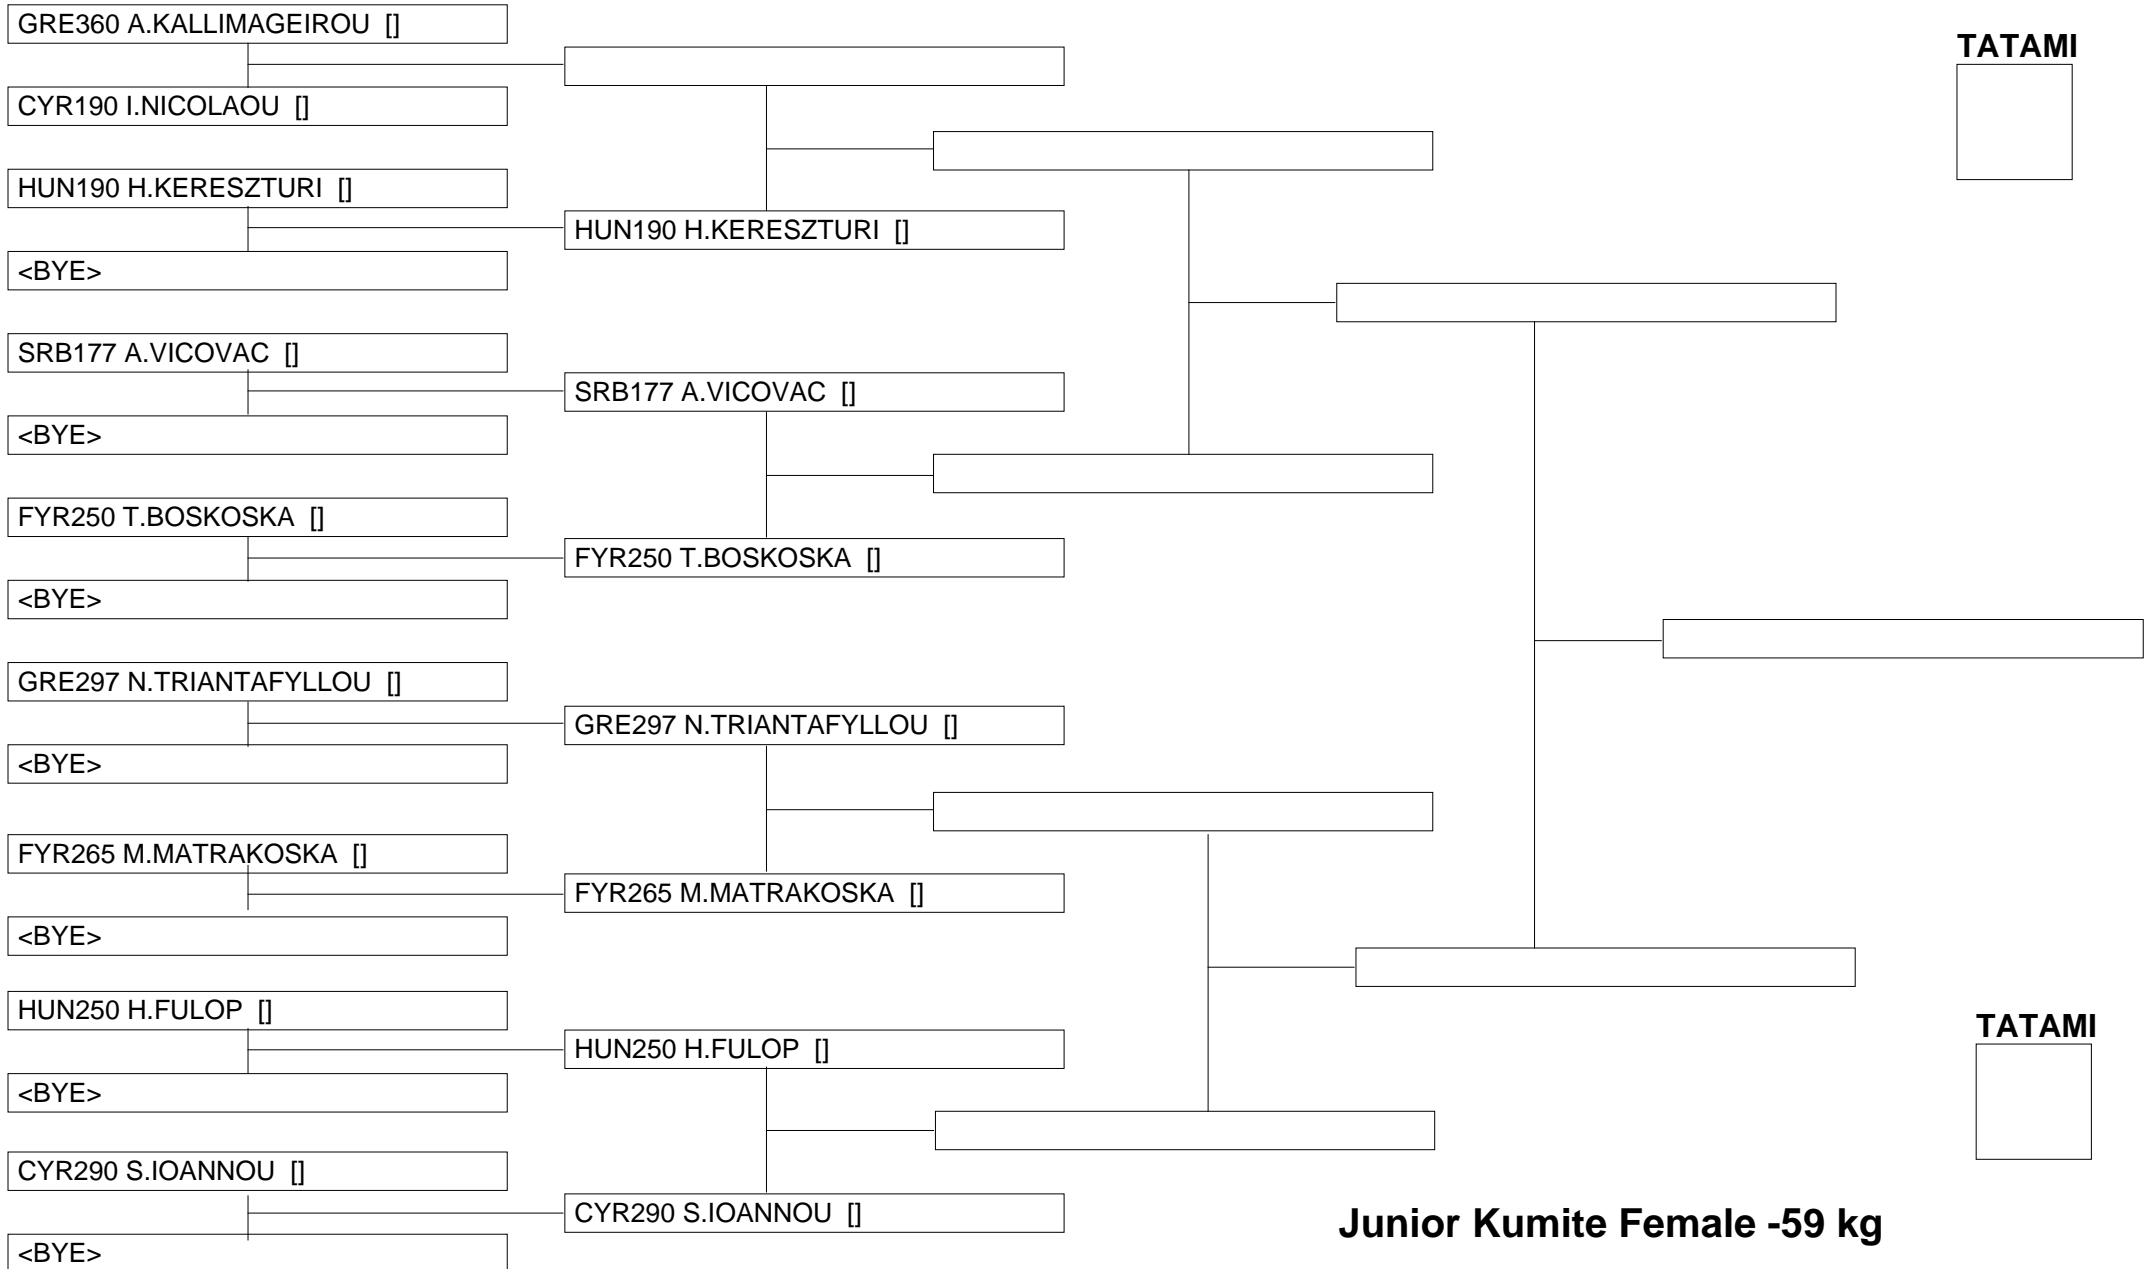 GRE360 A.KALLIMAGEIROU []
CYR190 I.NICOLAOU []
HUN190 H.KERESZTURI []
<BYE>
SRB177 A.VICOVAC []
<BYE>
FYR250 T.BOSKOSKA []
<BYE>
GRE297 N.TRIANTAFYLLOU []
<BYE>
FYR265 M.MATRAKOSKA []
<BYE>
HUN250 H.FULOP []
<BYE>
CYR290 S.IOANNOU []
<BYE>
HUN190 H.KERESZTURI []
SRB177 A.VICOVAC []
FYR250 T.BOSKOSKA []
GRE297 N.TRIANTAFYLLOU []
FYR265 M.MATRAKOSKA []
HUN250 H.FULOP []
CYR290 S.IOANNOU []
TATAMI
TATAMI
Junior Kumite Female -59 kg